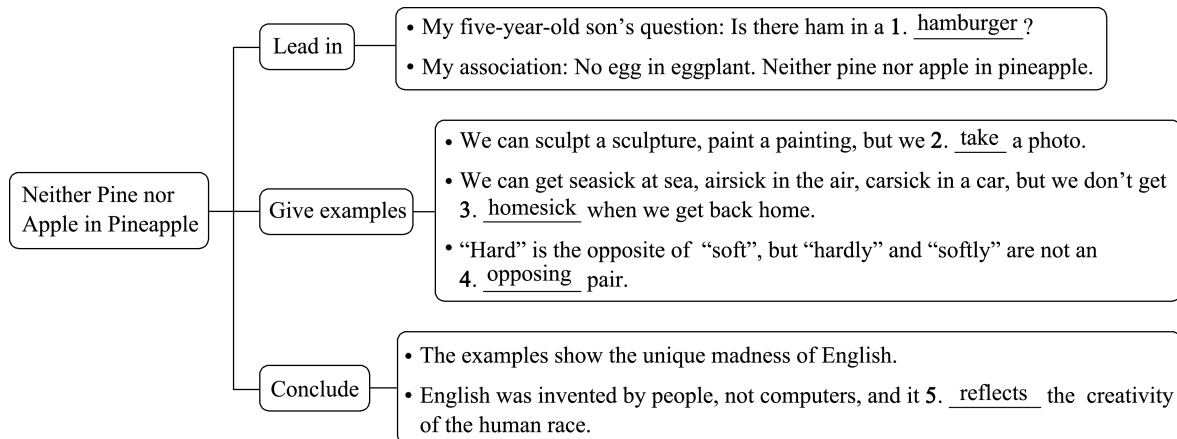 Neither Pine nor
Apple in Pineapple
Lead in
• My five-year-old son's question: Is there ham in a 1. hamburger?
• My association: No egg in eggplant. Neither pine nor apple in pineapple.
Give examples
• We can sculpt a sculpture, paint a painting, but we 2. take a photo.
• We can get seasick at sea, airsick in the air, carsick in a car, but we don't get
3. homesick when we get back home.
• “Hard” is the opposite of “soft”, but “hardly” and “softly” are not an
4. opposing pair.
Conclude
• The examples show the unique madness of English.
• English was invented by people, not computers, and it 5. reflects the creativity
of the human race.